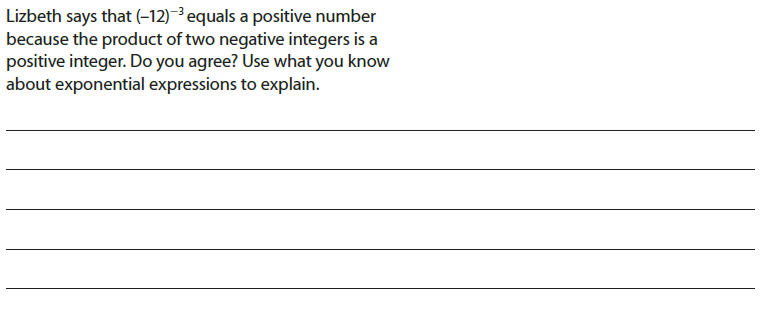 Lizbeth says that (–12)⁻³ equals a positive number
because the product of two negative integers is a
positive integer. Do you agree? Use what you know
about exponential expressions to explain.